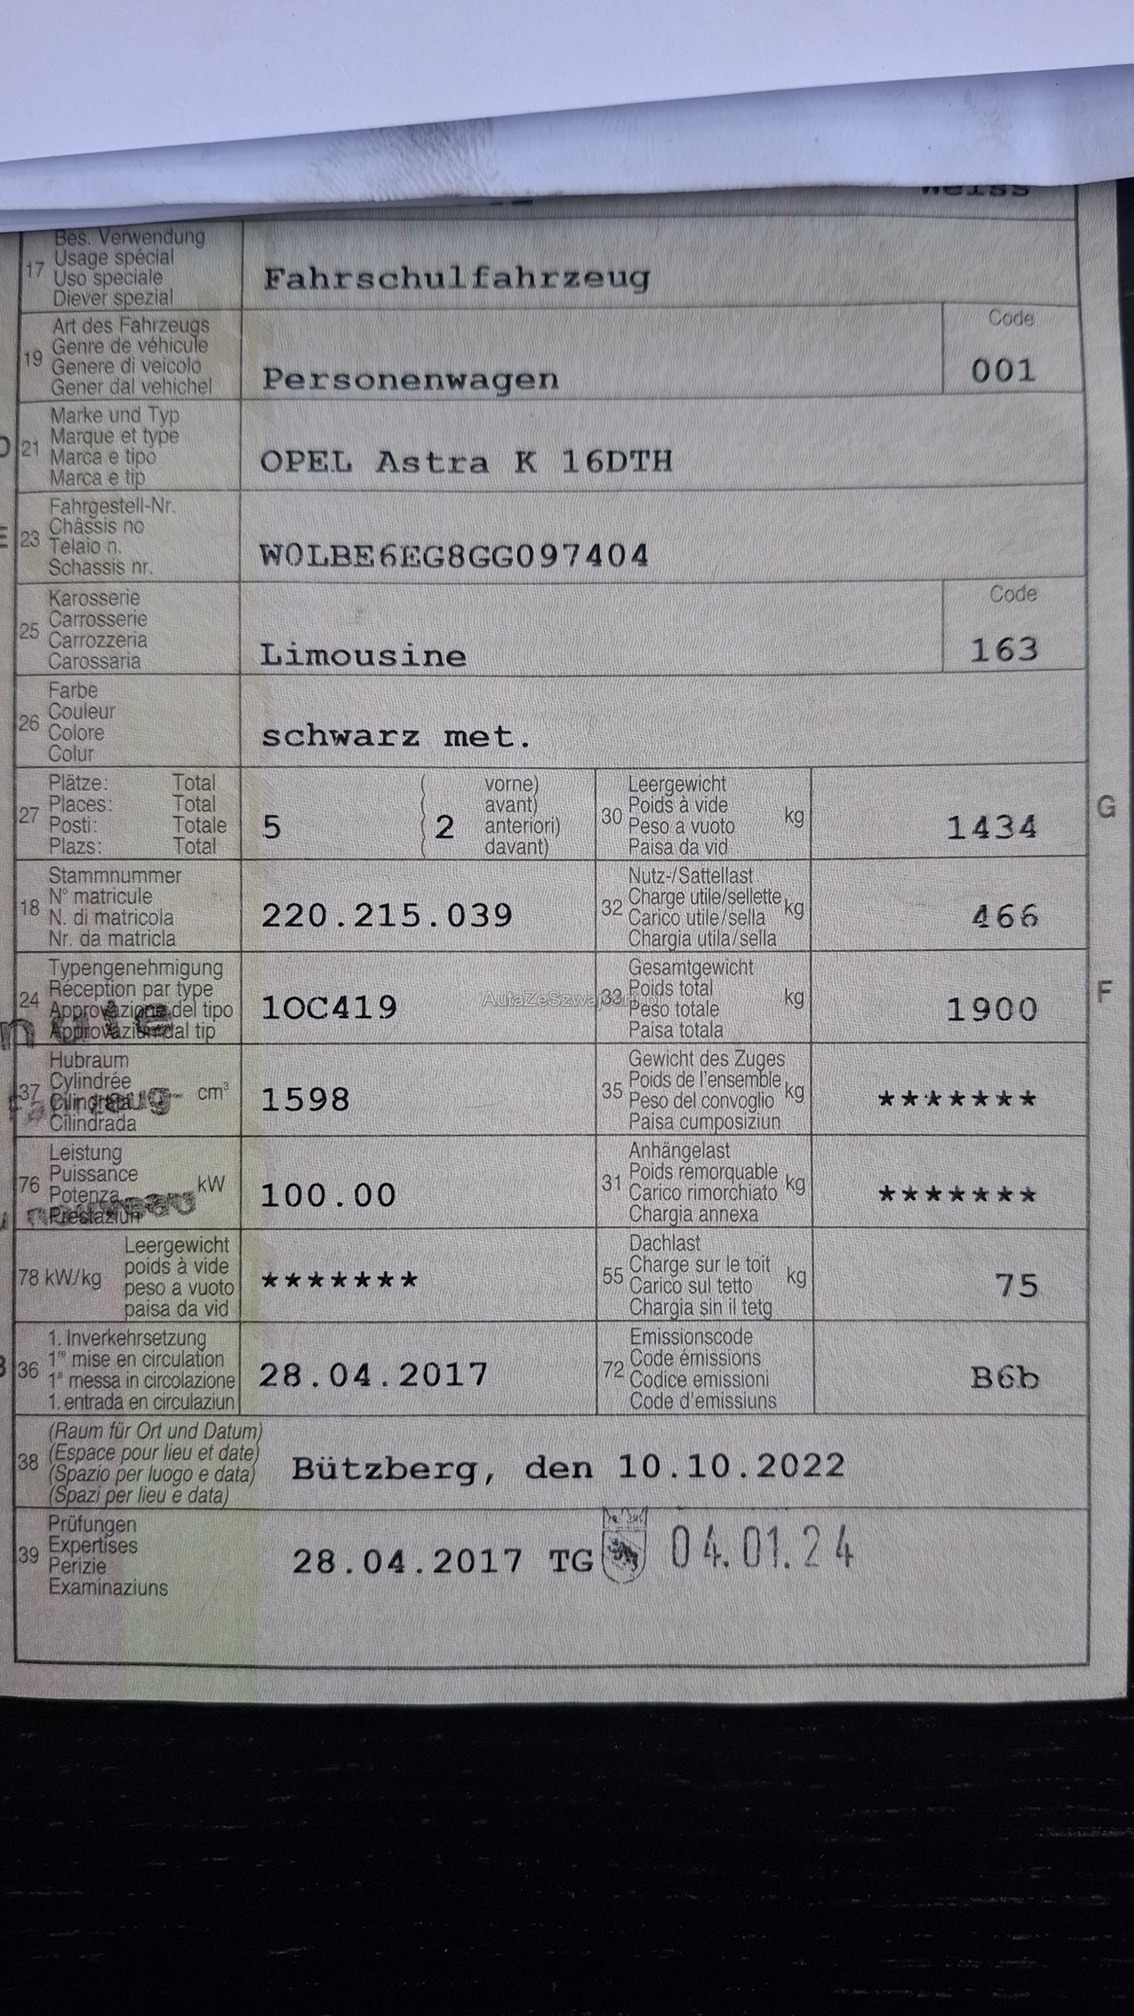 Weiss
17
Bes. Verwendung
Usage spécial
Uso speciale
Diever spezial
Fahrschulfahrzeug
19
Art des Fahrzeugs
Genre de véhicule
Genere di veicolo
Gener dal vehichel
Personenwagen
Code
001
D
21
Marke und Typ
Marque et type
Marca e tipo
Marca e tip
OPEL Astra K 16DTH
E
23
Fahrgestell-Nr.
Châssis no
Telaio n.
Schassis nr.
W0LBE6EG8GG097404
25
Karosserie
Carrosserie
Carrozzeria
Carossaria
Limousine
Code
163
26
Farbe
Couleur
Colore
Colur
schwarz met.
27
Plätze: Total
Places: Total
Posti: Totale
Plazs: Total
5
( 2
vorne)
avant)
anteriori)
davant)
30
Leergewicht
Poids à vide
Peso a vuoto
Paisa da vid
kg
1434
G
18
Stammnummer
N° matricule
N. di matricola
Nr. da matricla
220.215.039
32
Nutz-/Sattellast
Charge utile/sellette
Carico utile/sella
Chargia utila/sella
kg
466
24
Typengenehmigung
Réception par type
Approvazione del tipo
Approvaziun dal tip
1OC419
33
Gesamtgewicht
Poids total
Peso totale
Paisa totala
kg
1900
F
37
Hubraum
Cylindrée
Cilindrata
Cilindrada
cm³
1598
35
Gewicht des Zuges
Poids de l'ensemble
Peso del convoglio
Paisa cumposiziun
kg
*******
76
Leistung
Puissance
Potenza
Prestaziun
kW
100.00
31
Anhängelast
Poids remorquable
Carico rimorchiato
Chargia annexa
kg
*******
78 kW/kg
Leergewicht
poids à vide
peso a vuoto
paisa da vid
*******
55
Dachlast
Charge sur le toit
Carico sul tetto
Chargia sin il tetg
kg
75
B
36
1. Inverkehrsetzung
1re mise en circulation
1a messa in circolazione
1. entrada en circulaziun
28.04.2017
72
Emissionscode
Code émissions
Codice emissioni
Code d'emissiuns
B6b
38
(Raum für Ort und Datum)
(Espace pour lieu et date)
(Spazio per luogo e data)
(Spazi per lieu e data)
Bützberg, den 10.10.2022
39
Prüfungen
Expertises
Perizie
Examinaziuns
28.04.2017 TG
04.01.24